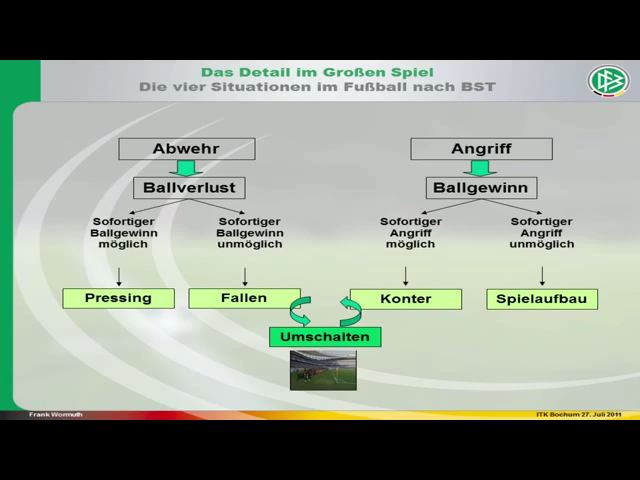 Das Detail im Großen Spiel
Die vier Situationen im Fußball nach BST
DFB
Abwehr
Angriff
Ballverlust
Ballgewinn
Sofortiger
Ballgewinn
möglich
Sofortiger
Ballgewinn
unmöglich
Sofortiger
Angriff
möglich
Sofortiger
Angriff
unmöglich
Pressing
Fallen
Konter
Spielaufbau
Umschalten
Frank Wormuth
ITK Bochum 27. Juli 2011